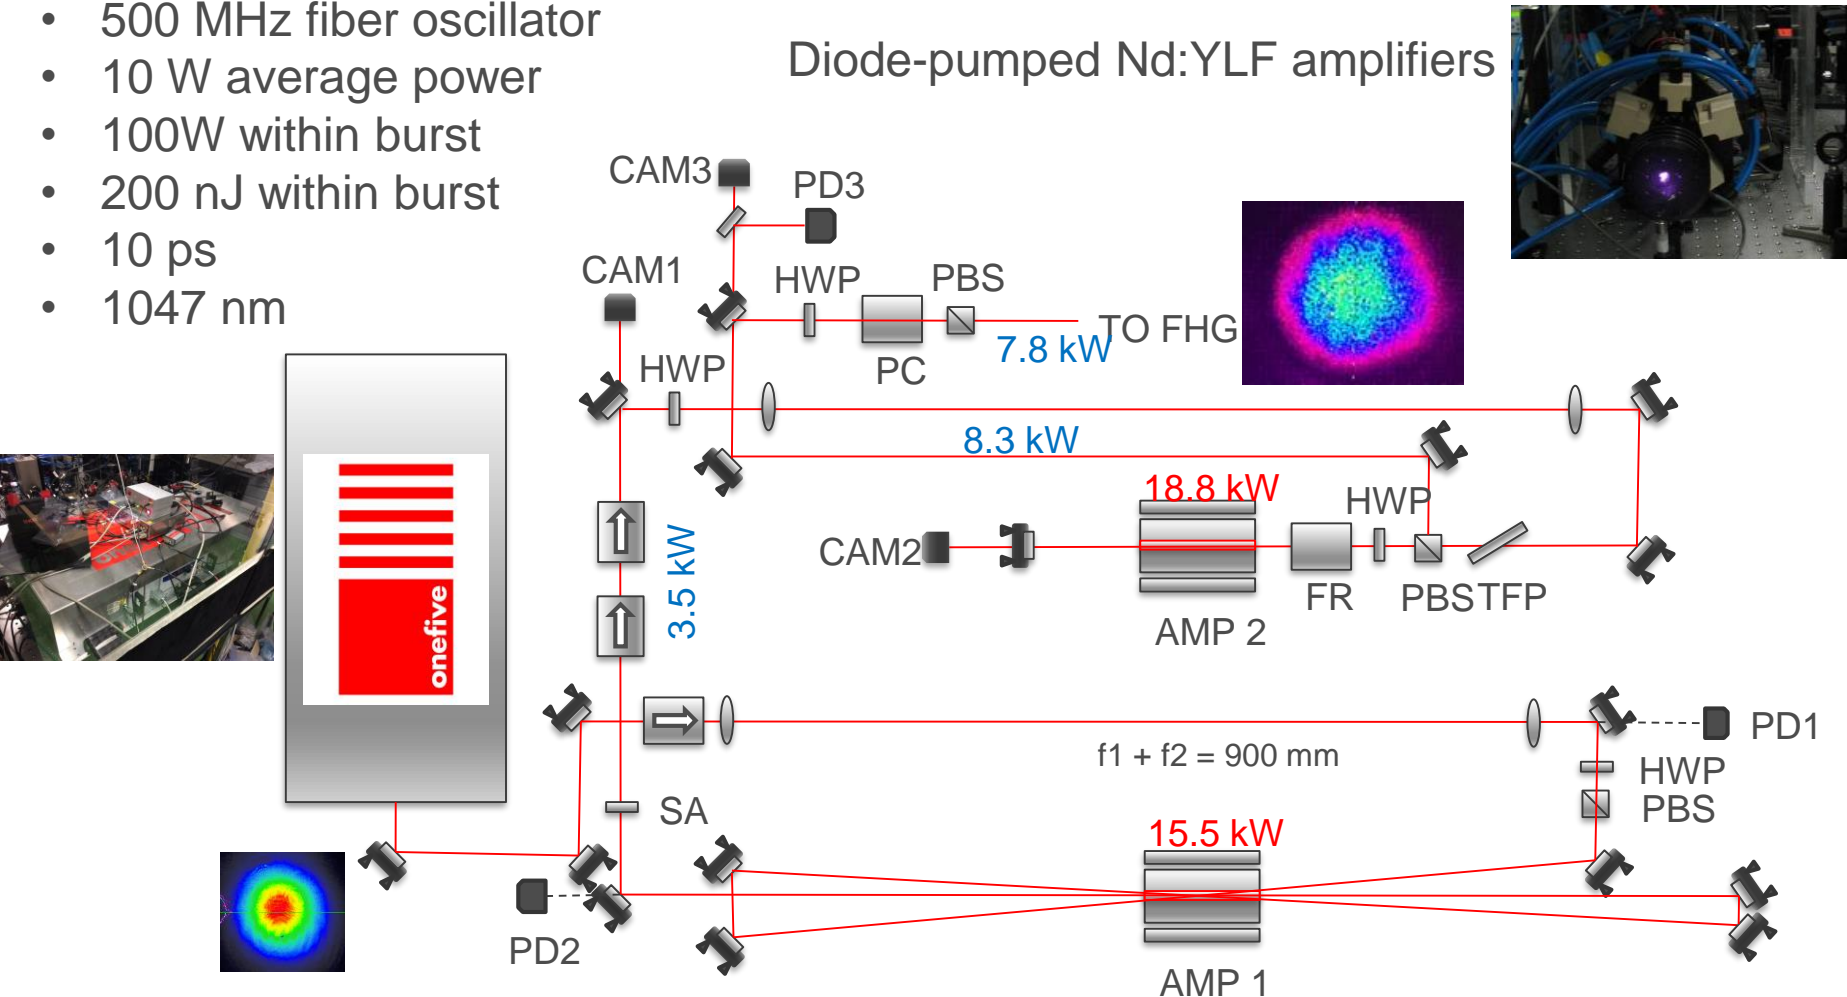 • 500 MHz fiber oscillator
• 10 W average power
• 100W within burst
• 200 nJ within burst
• 10 ps
• 1047 nm
Diode-pumped Nd:YLF amplifiers
CAM3
PD3
CAM1
HWP
PBS
TO FHG
7.8 kW
PC
HWP
8.3 kW
18.8 kW
HWP
CAM2
FR
PBS
TFP
AMP 2
3.5 kW
onefive
PD1
f1 + f2 = 900 mm
HWP
PBS
SA
15.5 kW
PD2
AMP 1